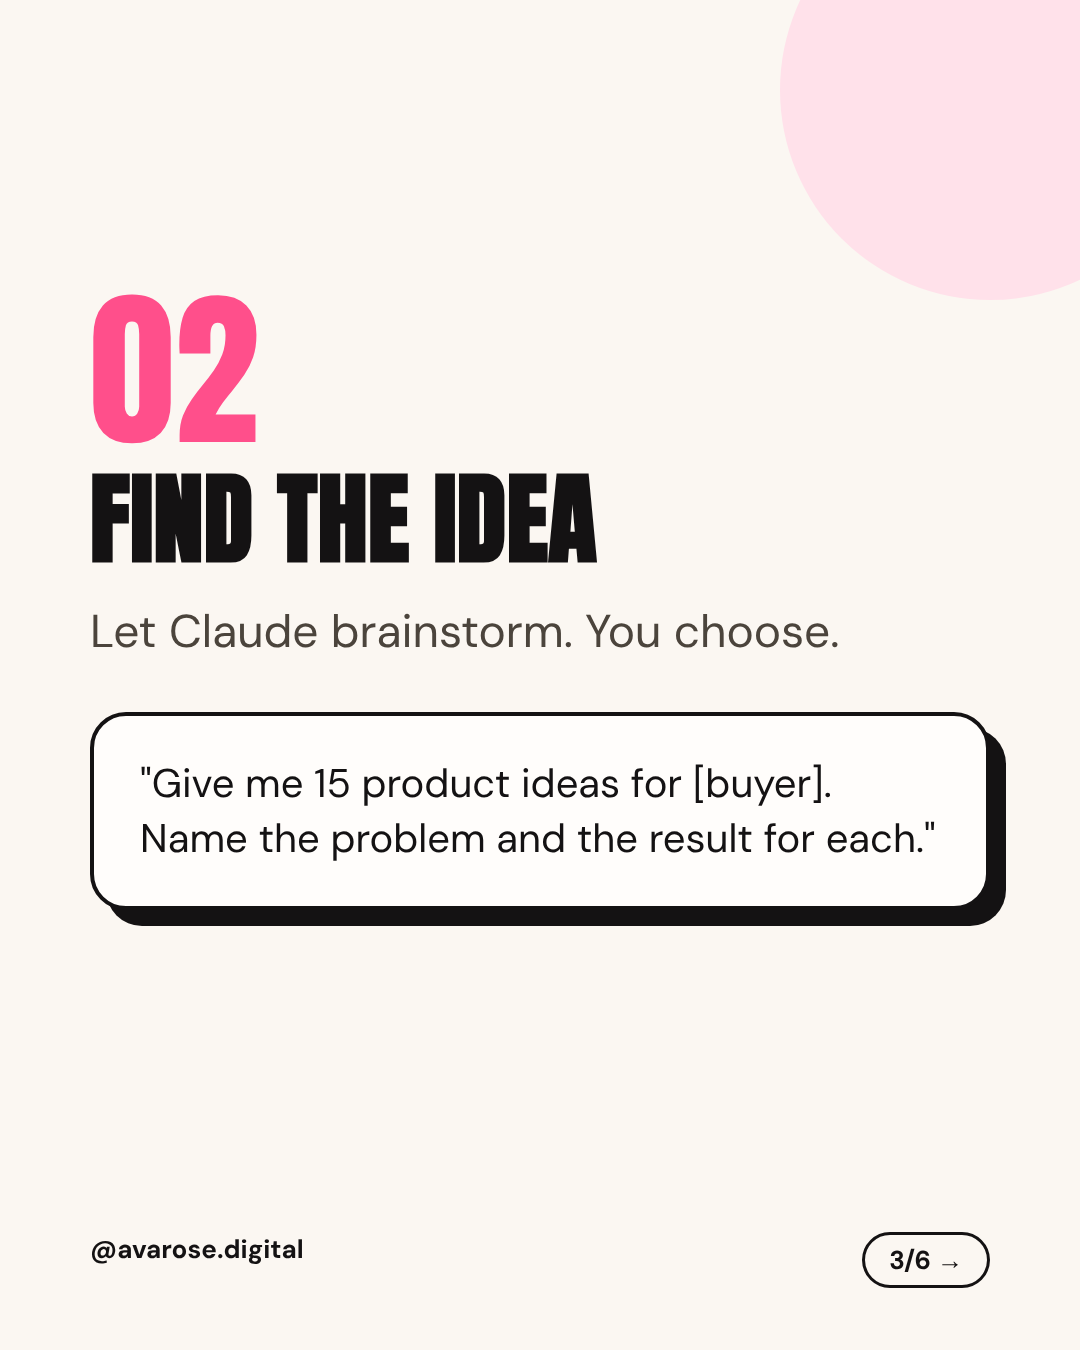 02
FIND THE IDEA
Let Claude brainstorm. You choose.
"Give me 15 product ideas for [buyer].
Name the problem and the result for each."
@avarose.digital
3/6 →